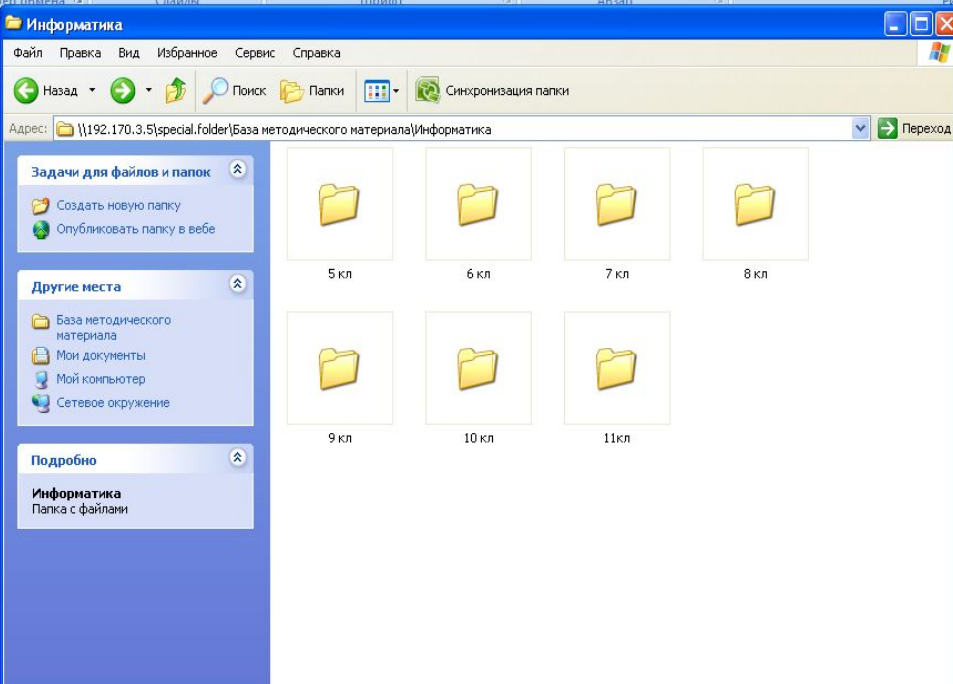 Информатика
Файл Правка Вид Избранное Сервис Справка
Назад Поиск Папки Синхронизация папки
Адрес: \\192.170.3.5\special.folder\База методического материала\Информатика Переход
Задачи для файлов и папок
Создать новую папку
Опубликовать папку в вебе
Другие места
База методического
материала
Мои документы
Мой компьютер
Сетевое окружение
Подробно
Информатика
Папка с файлами
5 кл 6 кл 7 кл 8 кл
9 кл 10 кл 11кл